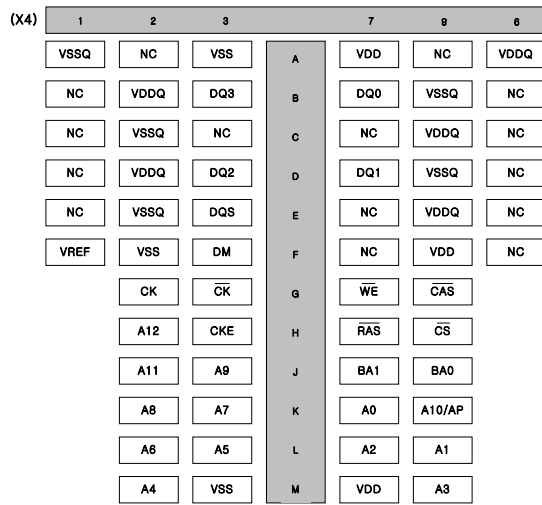 (X4) 1 2 3 7 9 6
VSSQ NC VSS A VDD NC VDDQ
NC VDDQ DQ3 B DQ0 VSSQ NC
NC VSSQ NC C NC VDDQ NC
NC VDDQ DQ2 D DQ1 VSSQ NC
NC VSSQ DQS E NC VDDQ NC
VREF VSS DM F NC VDD NC
CK CK G WE CAS
A12 CKE H RAS CS
A11 A9 J BA1 BA0
A8 A7 K A0 A10/AP
A6 A5 L A2 A1
A4 VSS M VDD A3